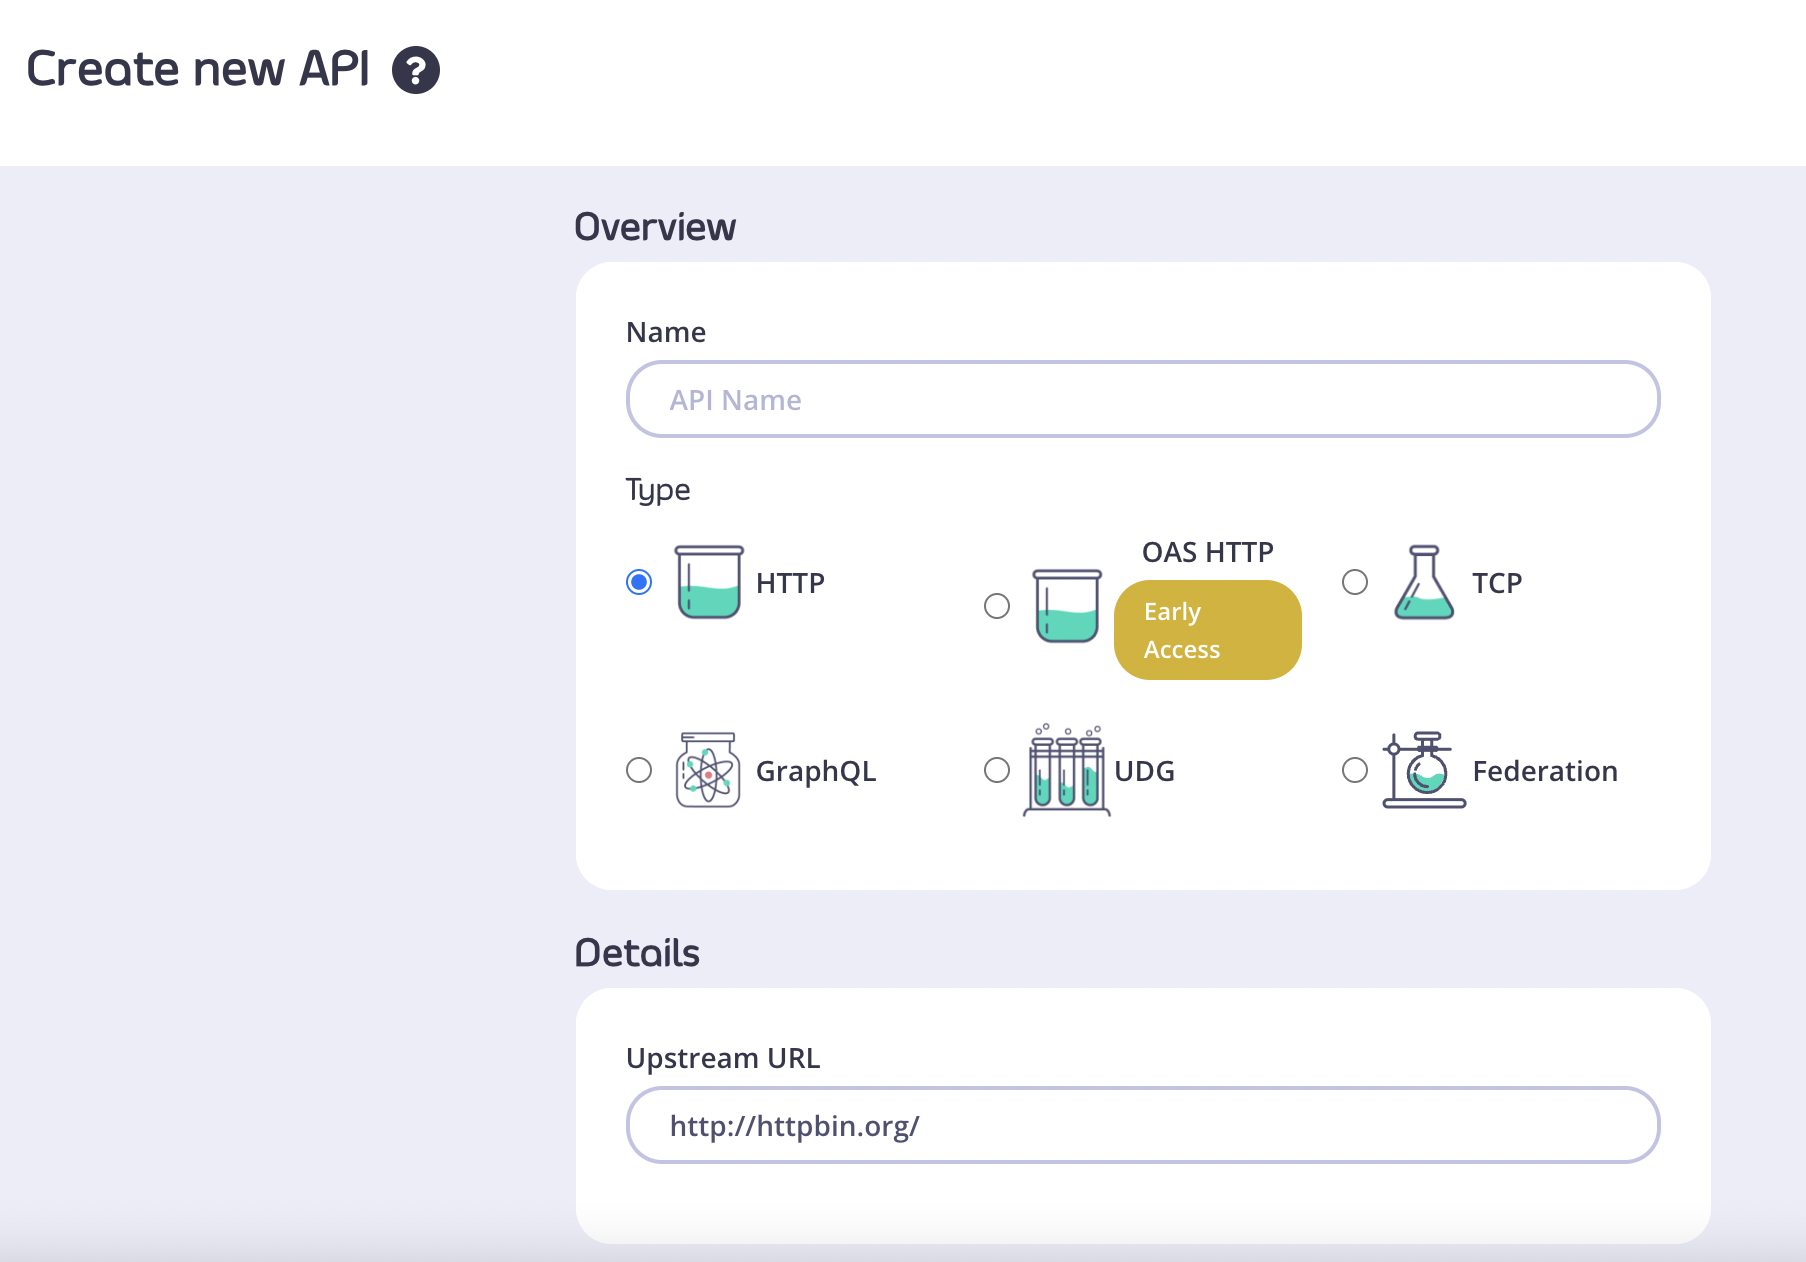 Create new API ?
Overview
Name
API Name
Type
HTTP
OAS HTTP
Early
Access
TCP
GraphQL
UDG
Federation
Details
Upstream URL
http://httpbin.org/